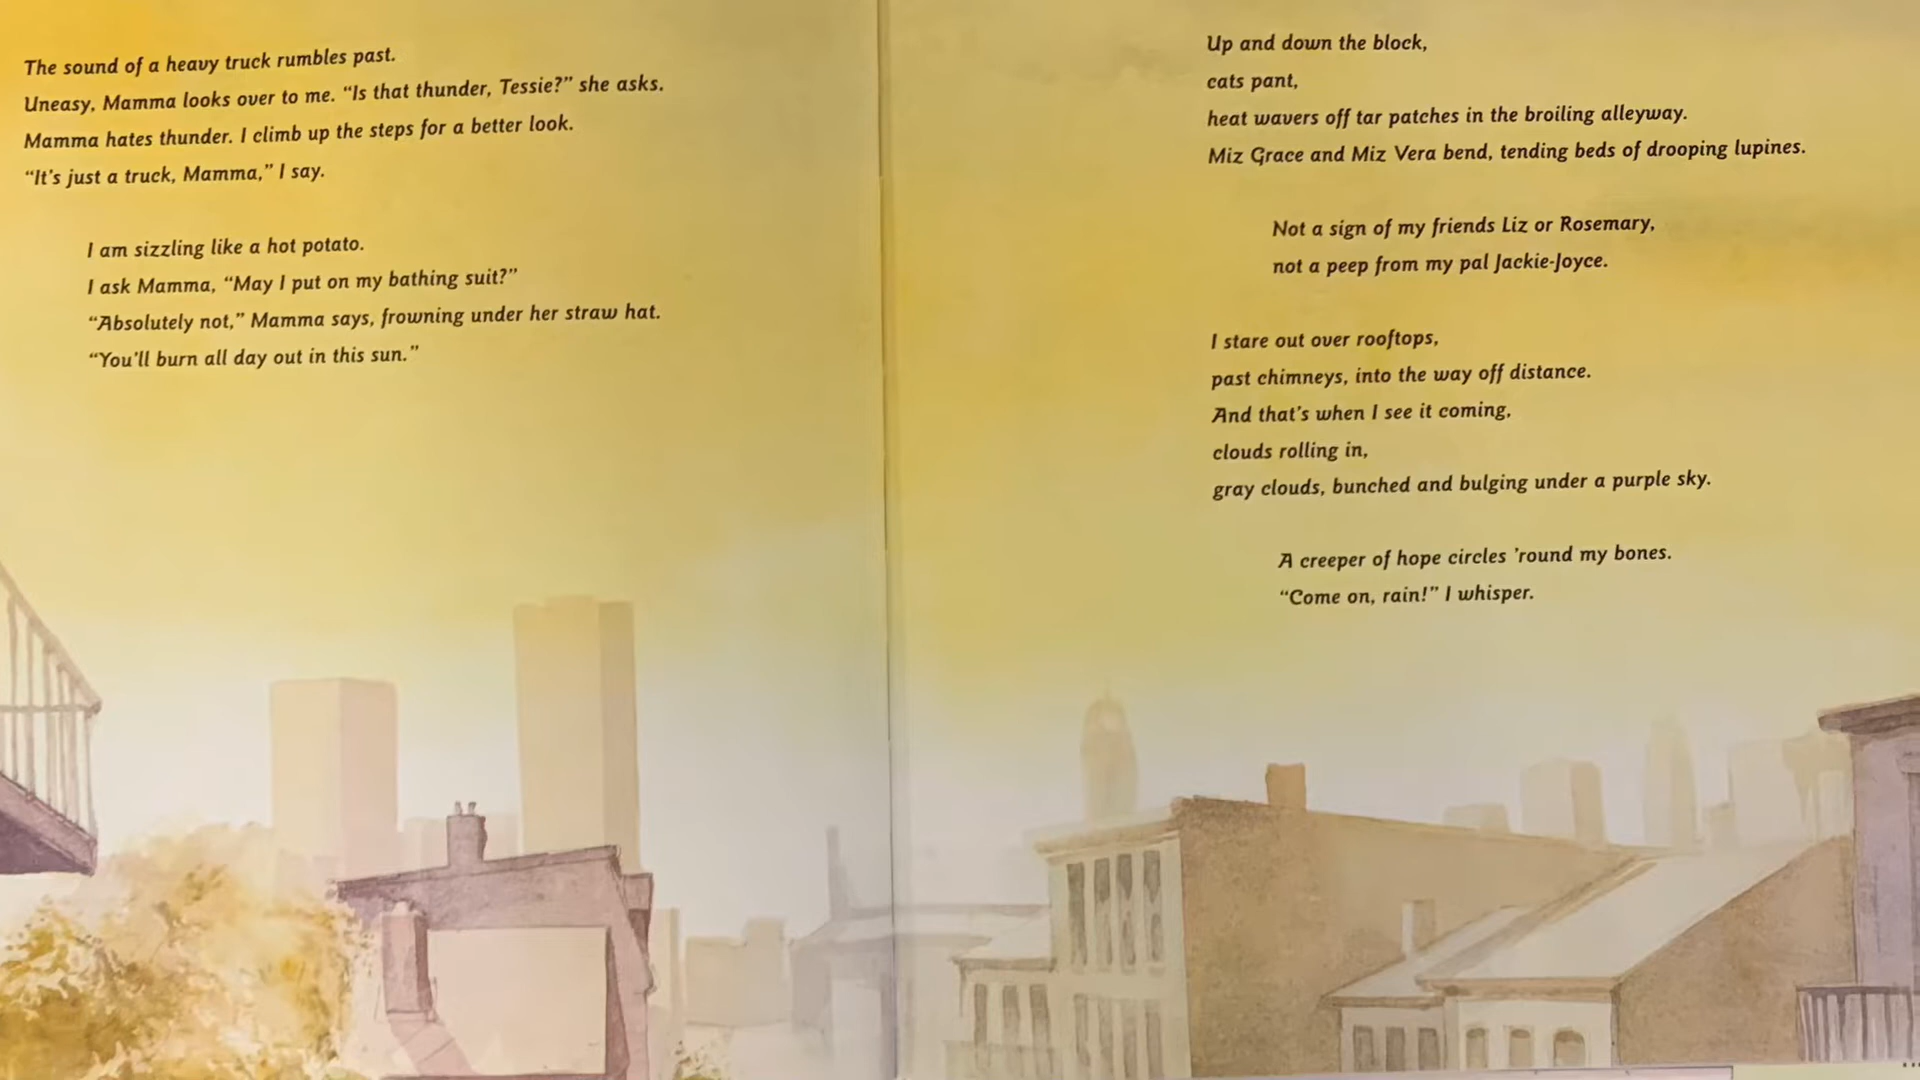 The sound of a heavy truck rumbles past.
Uneasy, Mamma looks over to me. “Is that thunder, Tessie?” she asks.
Mamma hates thunder. I climb up the steps for a better look.
“It's just a truck, Mamma,” I say.
I am sizzling like a hot potato.
I ask Mamma, “May I put on my bathing suit?”
“Absolutely not,” Mamma says, frowning under her straw hat.
“You'll burn all day out in this sun.”
Up and down the block,
cats pant,
heat wavers off tar patches in the broiling alleyway.
Miz Grace and Miz Vera bend, tending beds of drooping lupines.
Not a sign of my friends Liz or Rosemary,
not a peep from my pal Jackie-Joyce.
I stare out over rooftops,
past chimneys, into the way off distance.
And that's when I see it coming,
clouds rolling in,
gray clouds, bunched and bulging under a purple sky.
A creeper of hope circles ’round my bones.
“Come on, rain!” I whisper.